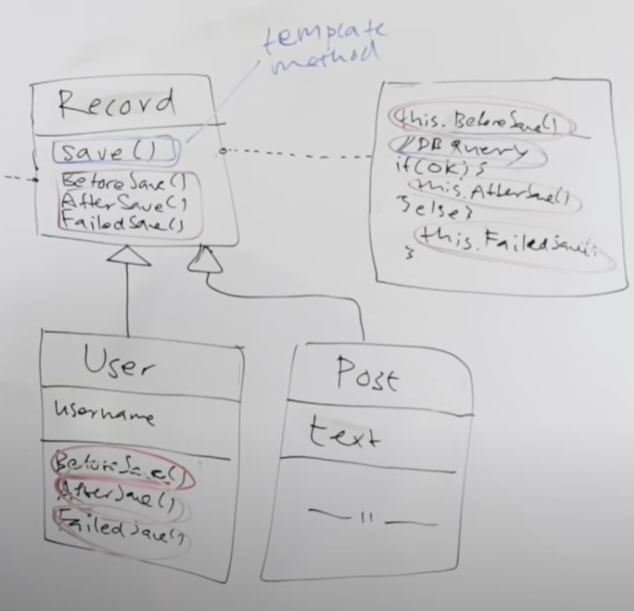 template
method
Record
save()
BeforeSave()
AfterSave()
FailedSave()
this.BeforeSave()
//DB query
if(ok){
this.AfterSave()
}else{
this.FailedSave();
}
User
username
BeforeSave()
AfterSave()
FailedSave()
Post
text
— 11 —